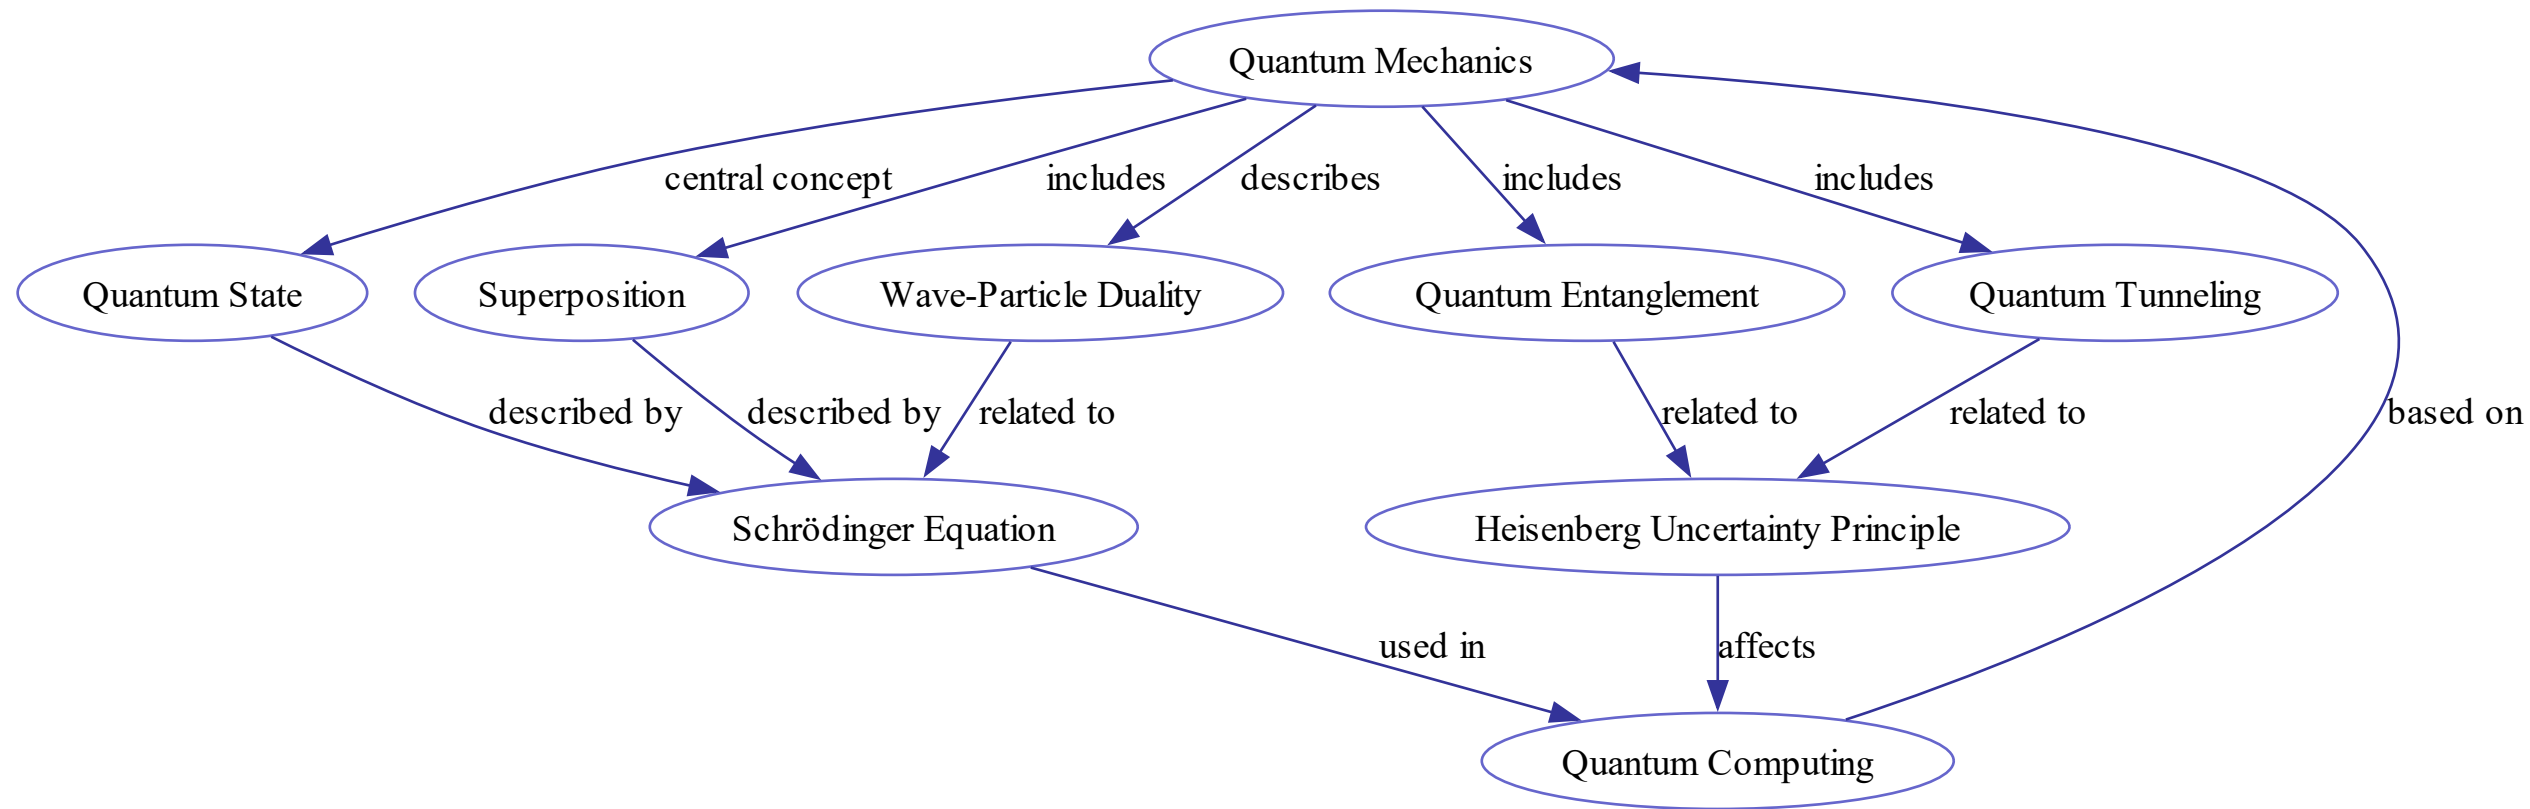 Quantum Mechanics
central concept
includes
describes
includes
includes
Quantum State
Superposition
Wave-Particle Duality
Quantum Entanglement
Quantum Tunneling
described by
described by
related to
related to
related to
based on
Schrödinger Equation
Heisenberg Uncertainty Principle
used in
affects
Quantum Computing